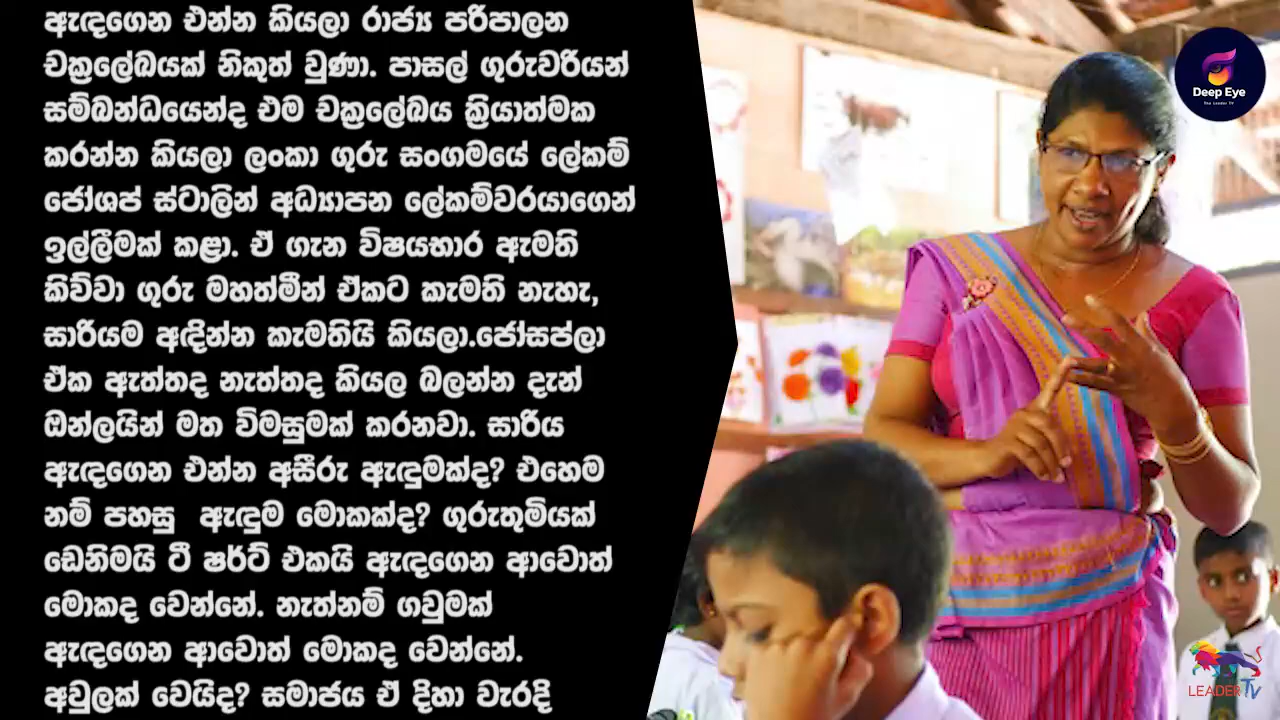 ඇඳගෙන එන්න කියලා රාජ්‍ය පරිපාලන
චක්‍රලේඛයක් නිකුත් වුණා. පාසල් ගුරුවරියන්
සම්බන්ධයෙන්ද එම චක්‍රලේඛය ක්‍රියාත්මක
කරන්න කියලා ලංකා ගුරු සංගමයේ ලේකම්
ජෝශප් ස්ටාලින් අධ්‍යාපන ලේකම්වරයාගෙන්
ඉල්ලීමක් කළා. ඒ ගැන විෂයභාර ඇමති
කිව්වා ගුරු මහත්මීන් ඒකට කැමති නැහැ,
සාරියම අඳින්න කැමතියි කියලා.ජෝසප්ලා
ඒක ඇත්තද නැත්තද කියල බලන්න දැන්
ඔන්ලයින් මත විමසුමක් කරනවා. සාරිය
ඇඳගෙන එන්න අසීරු ඇඳුමක්ද? එහෙම
නම් පහසු  ඇඳුම මොකක්ද? ගුරුතුමියක්
ඩෙනිමයි ටී ෂර්ට් එකයි ඇඳගෙන ආවොත්
මොකද වෙන්නේ. නැත්නම් ගවුමක්
ඇඳගෙන ආවොත් මොකද වෙන්නේ.
අවුලක් වෙයිද? සමාජය ඒ දිහා වැරදි
Deep Eye
The Leader TV
LEADER TV